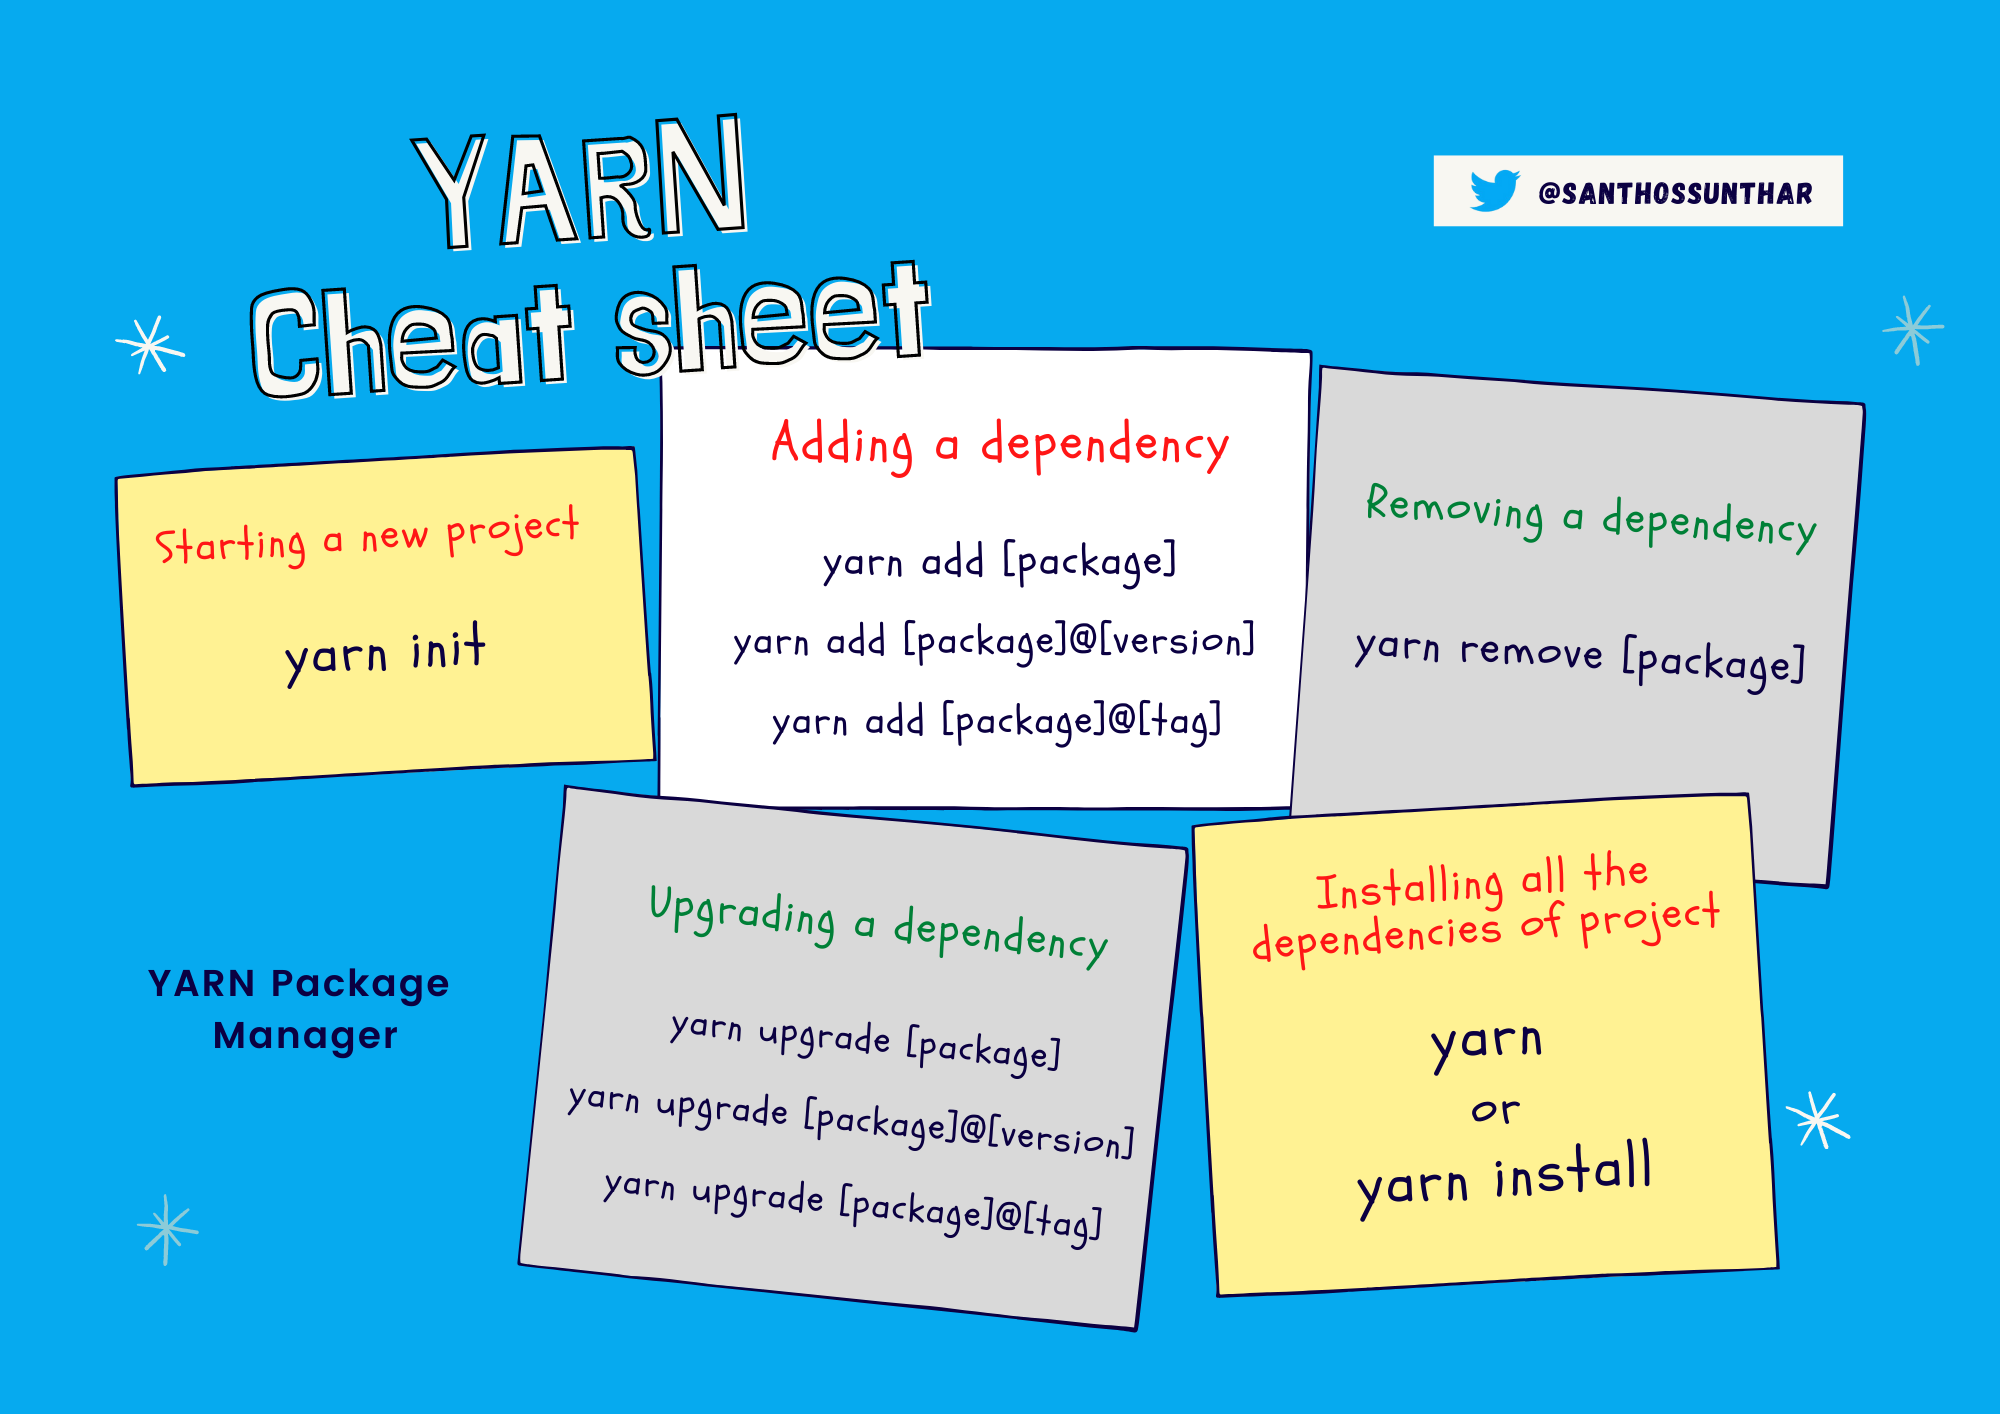 YARN
Cheat sheet
@SANTHOSSUNTHAR
Starting a new project
yarn init
Adding a dependency
yarn add [package]
yarn add [package]@[version]
yarn add [package]@[tag]
Removing a dependency
yarn remove [package]
YARN Package
Manager
Upgrading a dependency
yarn upgrade [package]
yarn upgrade [package]@[version]
yarn upgrade [package]@[tag]
Installing all the
dependencies of project
yarn
or
yarn install